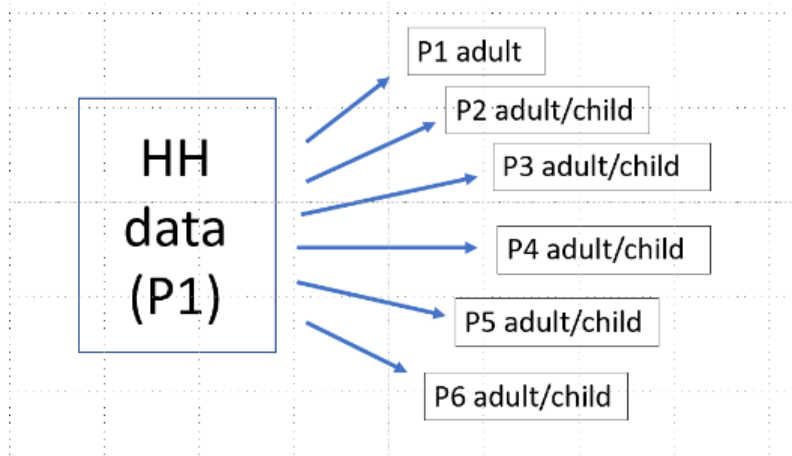 HH
data
(P1)
P1 adult
P2 adult/child
P3 adult/child
P4 adult/child
P5 adult/child
P6 adult/child